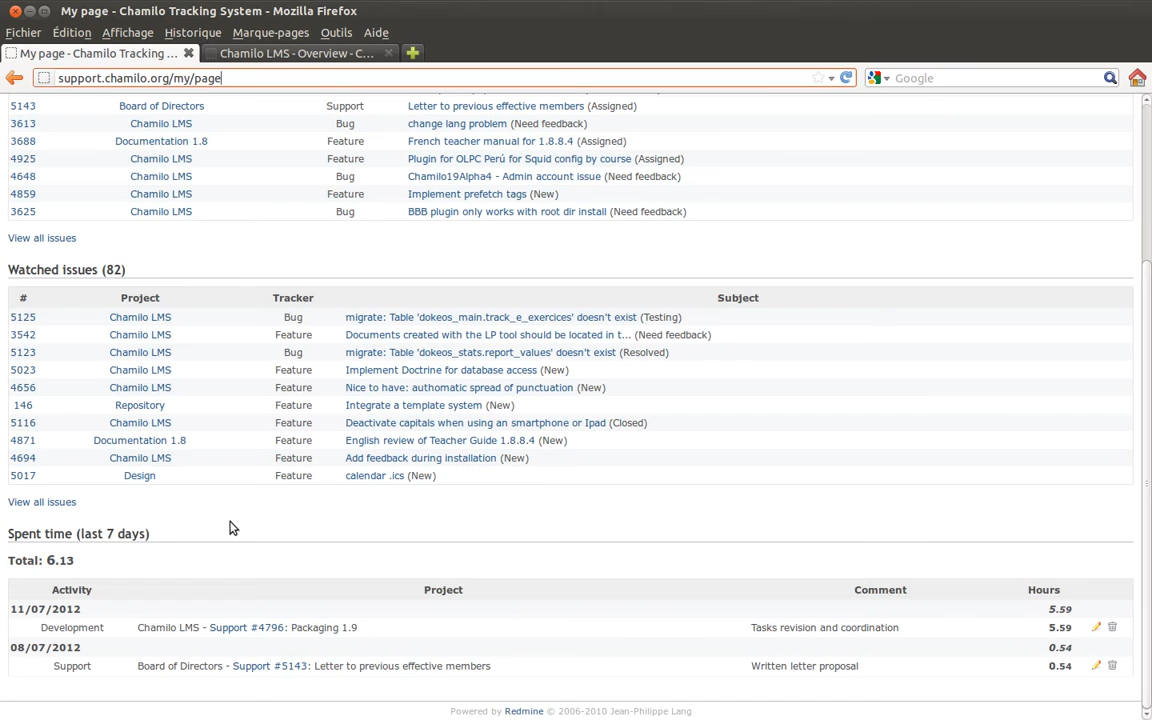 My page - Chamilo Tracking System - Mozilla Firefox
Fichier Édition Affichage Historique Marque-pages Outils Aide
My page - Chamilo Tracking ... Chamilo LMS - Overview - C...
support.chamilo.org/my/page Google
5143 Board of Directors Support Letter to previous effective members (Assigned)
3613 Chamilo LMS Bug change lang problem (Need feedback)
3688 Documentation 1.8 Feature French teacher manual for 1.8.8.4 (Assigned)
4925 Chamilo LMS Feature Plugin for OLPC Perú for Squid config by course (Assigned)
4648 Chamilo LMS Bug Chamilo19Alpha4 - Admin account issue (Need feedback)
4859 Chamilo LMS Feature Implement prefetch tags (New)
3625 Chamilo LMS Bug BBB plugin only works with root dir install (Need feedback)
View all issues
Watched issues (82)
# Project Tracker Subject
5125 Chamilo LMS Bug migrate: Table 'dokeos_main.track_e_exercices' doesn't exist (Testing)
3542 Chamilo LMS Feature Documents created with the LP tool should be located in t... (Need feedback)
5123 Chamilo LMS Bug migrate: Table 'dokeos_stats.report_values' doesn't exist (Resolved)
5023 Chamilo LMS Feature Implement Doctrine for database access (New)
4656 Chamilo LMS Feature Nice to have: authomatic spread of punctuation (New)
146 Repository Feature Integrate a template system (New)
5116 Chamilo LMS Feature Deactivate capitals when using an smartphone or Ipad (Closed)
4871 Documentation 1.8 Feature English review of Teacher Guide 1.8.8.4 (New)
4694 Chamilo LMS Feature Add feedback during installation (New)
5017 Design Feature calendar .ics (New)
View all issues
Spent time (last 7 days)
Total: 6.13
Activity Project Comment Hours
11/07/2012 5.59
Development Chamilo LMS - Support #4796: Packaging 1.9 Tasks revision and coordination 5.59
08/07/2012 0.54
Support Board of Directors - Support #5143: Letter to previous effective members Written letter proposal 0.54
Powered by Redmine © 2006-2010 Jean-Philippe Lang